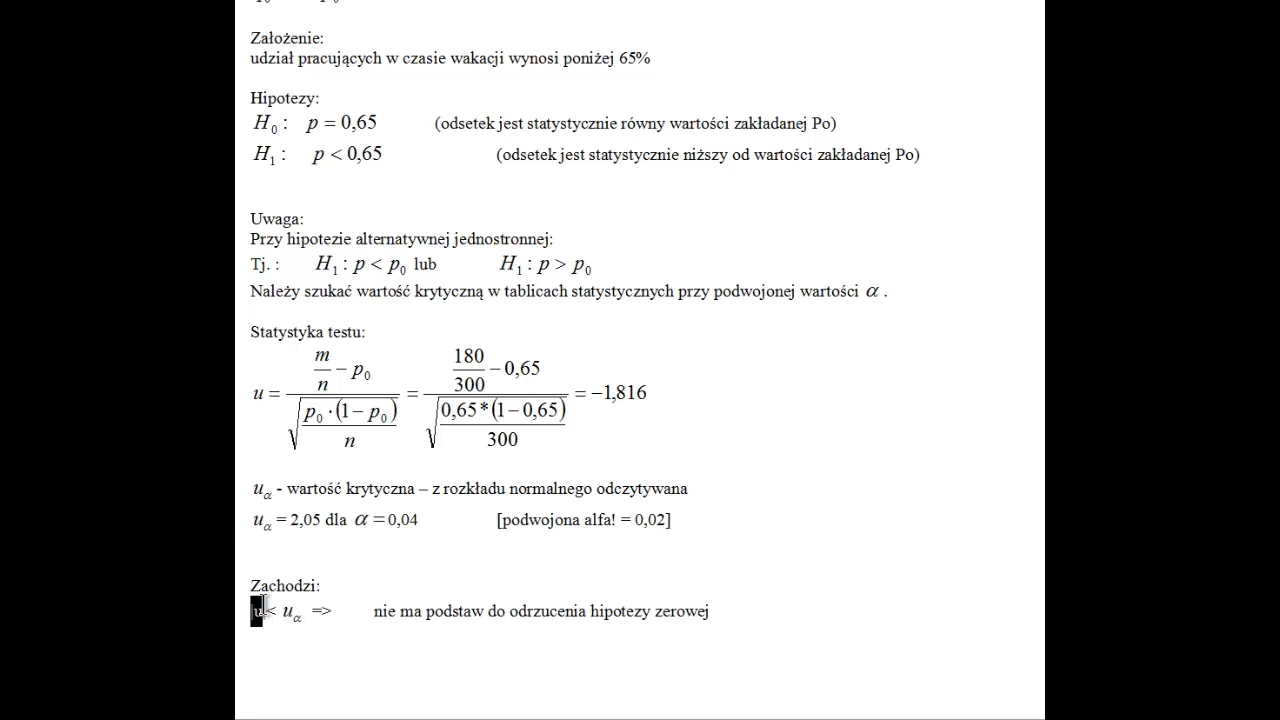 Założenie:
udział pracujących w czasie wakacji wynosi poniżej 65%
Hipotezy:
H₀ : p = 0,65 (odsetek jest statystycznie równy wartości zakładanej Po)
H₁ : p < 0,65 (odsetek jest statystycznie niższy od wartości zakładanej Po)
Uwaga:
Przy hipotezie alternatywnej jednostronnej:
Tj. : H₁ : p < p₀ lub H₁ : p > p₀
Należy szukać wartość krytyczną w tablicach statystycznych przy podwojonej wartości α .
Statystyka testu:
u = (m/n − p₀) / √(p₀ · (1 − p₀) / n) = (180/300 − 0,65) / √(0,65 * (1 − 0,65) / 300) = −1,816
uα - wartość krytyczna – z rozkładu normalnego odczytywana
uα = 2,05 dla α = 0,04 [podwojona alfa! = 0,02]
Zachodzi:
|u| < uα => nie ma podstaw do odrzucenia hipotezy zerowej